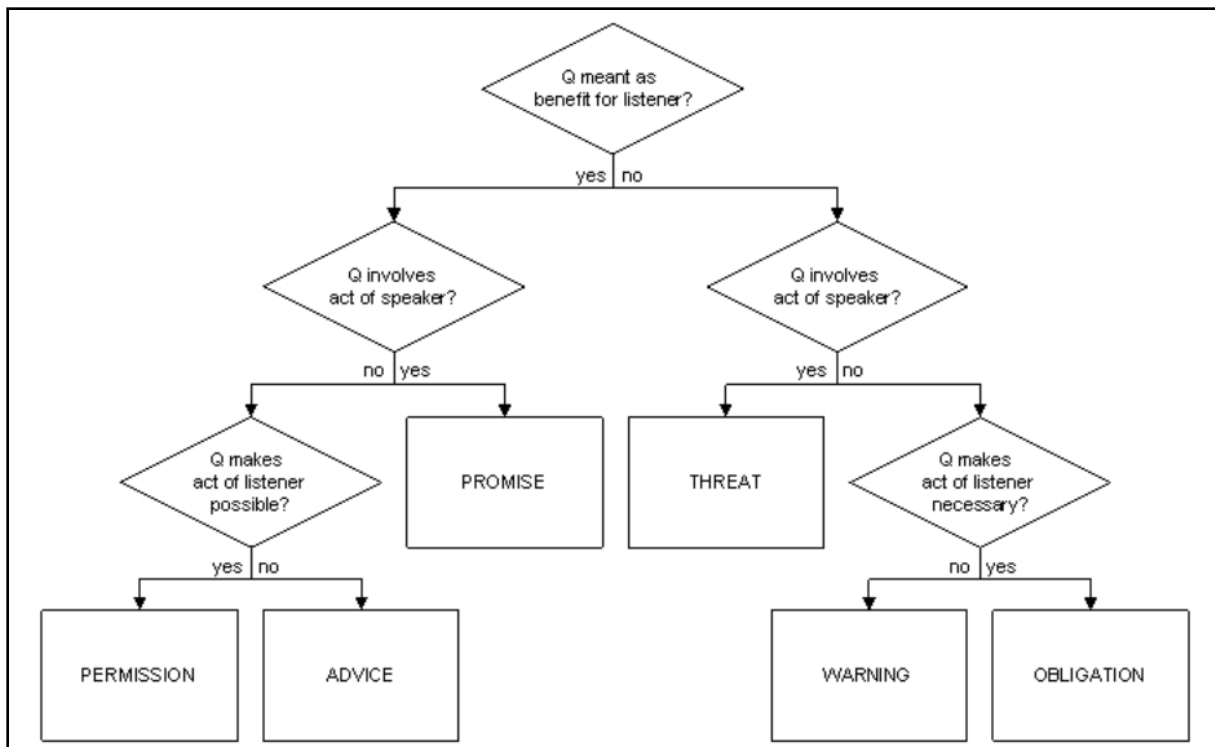 Q meant as
benefit for listener?
yes no
Q involves
act of speaker?
Q involves
act of speaker?
no yes
yes no
Q makes
act of listener
possible?
PROMISE
THREAT
Q makes
act of listener
necessary?
yes no
no yes
PERMISSION
ADVICE
WARNING
OBLIGATION